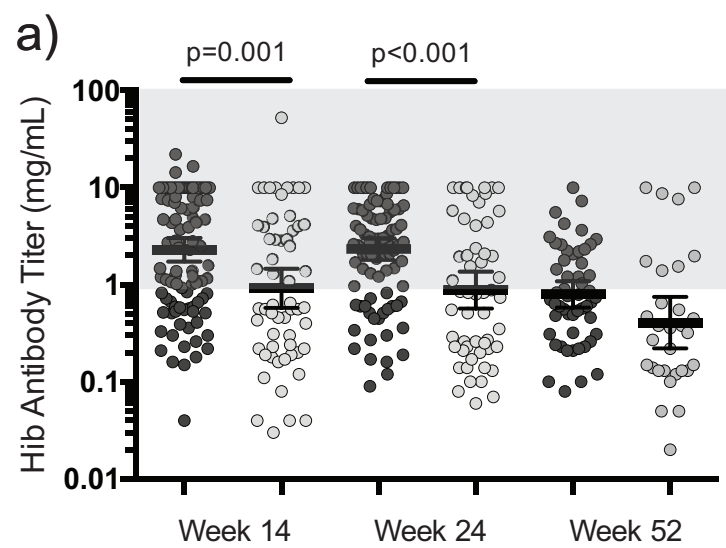 a)
p=0.001 p<0.001
Hib Antibody Titer (mg/mL)
100
10
1
0.1
0.01
Week 14 Week 24 Week 52